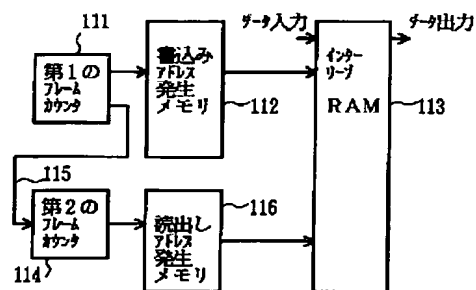 111
第1の
フレーム
カウンタ
書込み
アドレス
発生
メモリ
112
データ入力
データ出力
インター
リーブ
RAM
113
115
第2の
フレーム
カウンタ
114
116
読出し
アドレス
発生
メモリ